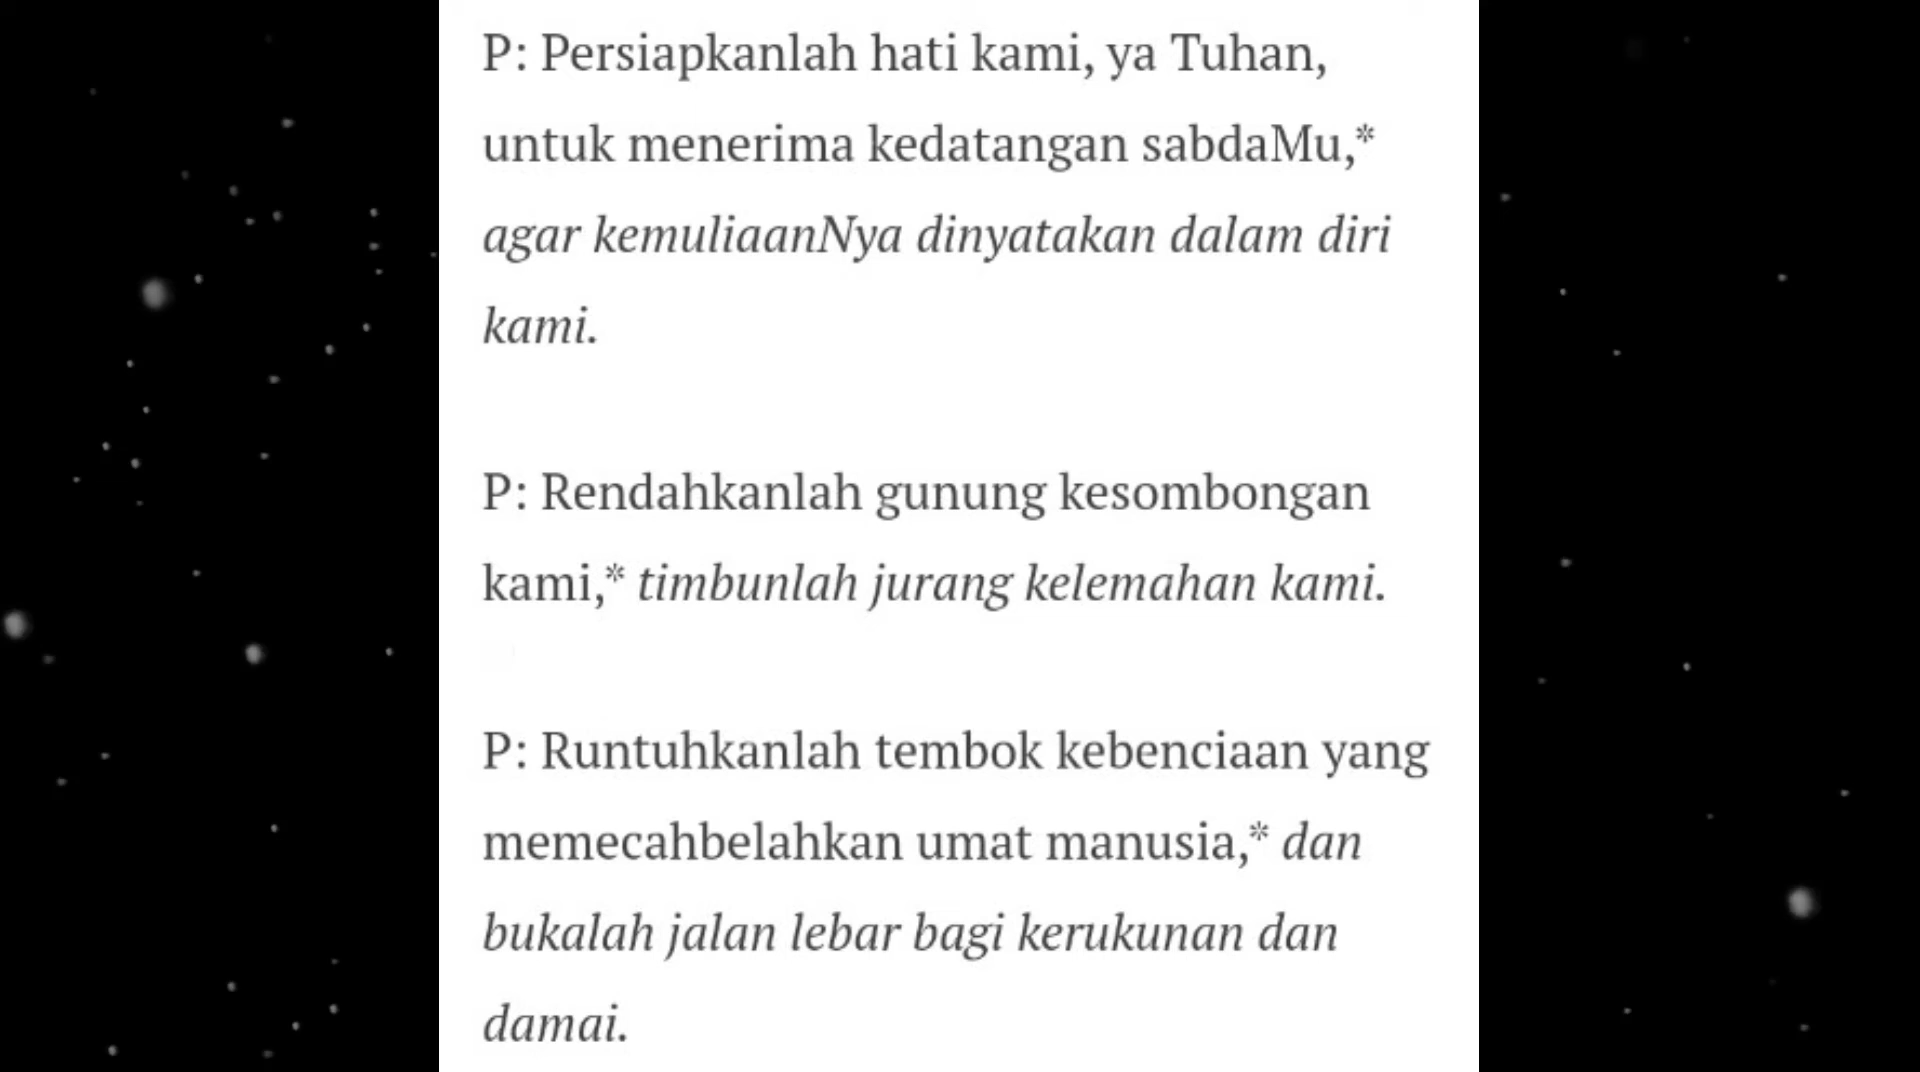 P: Persiapkanlah hati kami, ya Tuhan,
untuk menerima kedatangan sabdaMu,*
agar kemuliaanNya dinyatakan dalam diri
kami.
P: Rendahkanlah gunung kesombongan
kami,* timbunlah jurang kelemahan kami.
P: Runtuhkanlah tembok kebenciaan yang
memecahbelahkan umat manusia,* dan
bukalah jalan lebar bagi kerukunan dan
damai.